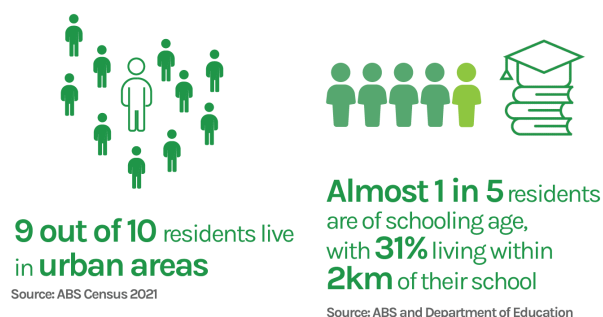 9 out of 10 residents live
in urban areas
Source: ABS Census 2021
Almost 1 in 5 residents
are of schooling age,
with 31% living within
2km of their school
Source: ABS and Department of Education